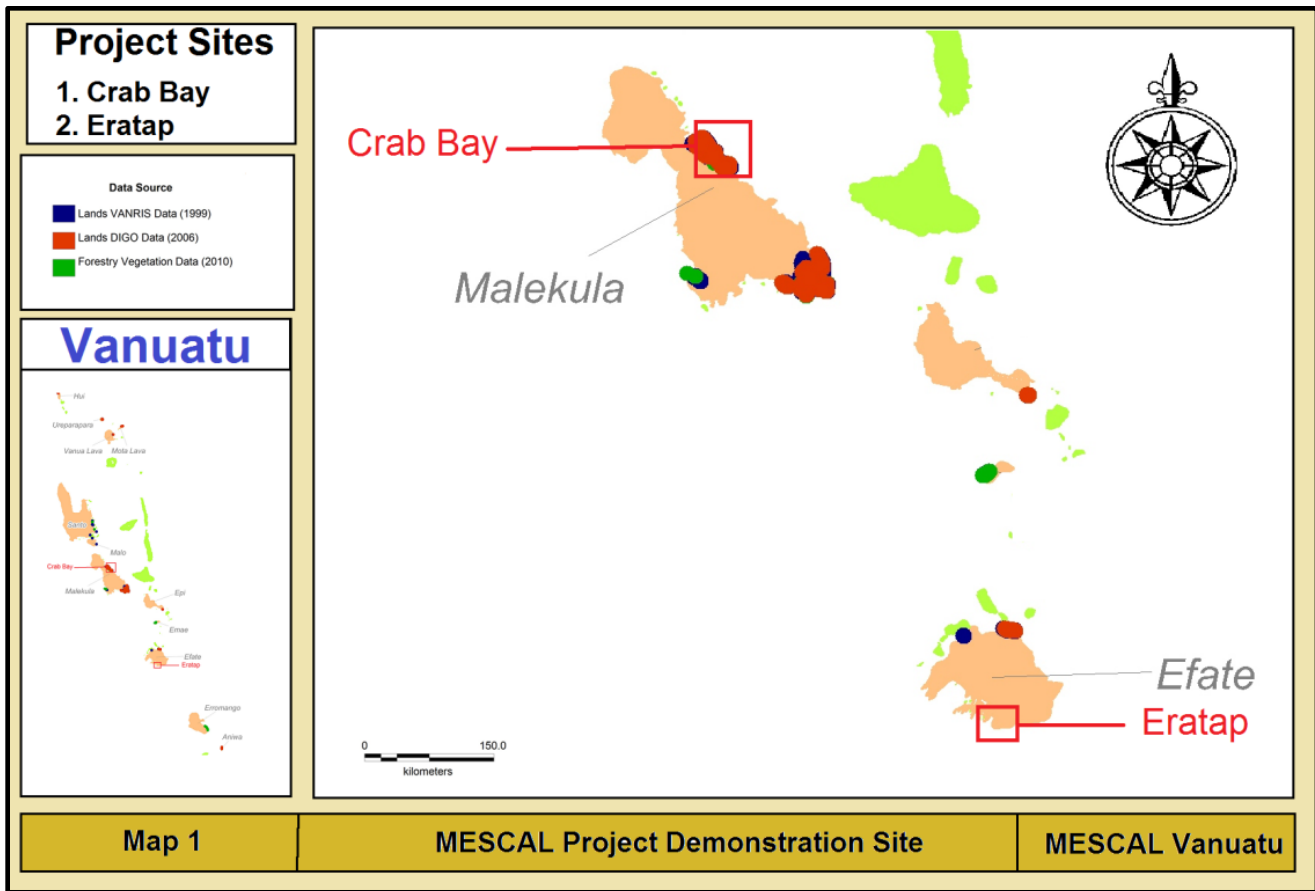 Project Sites
1. Crab Bay
2. Eratap
Data Source
Lands VANRIS Data (1999)
Lands DIGO Data (2006)
Forestry Vegetation Data (2010)
Vanuatu
Hui
Ureparapara
Vanua Lava
Mota Lava
Santo
Malo
Crab Bay
Malekula
Epi
Emae
Efate
Eratap
Erromango
Aniwa
Crab Bay
Malekula
Efate
Eratap
0 150.0
kilometers
Map 1
MESCAL Project Demonstration Site
MESCAL Vanuatu